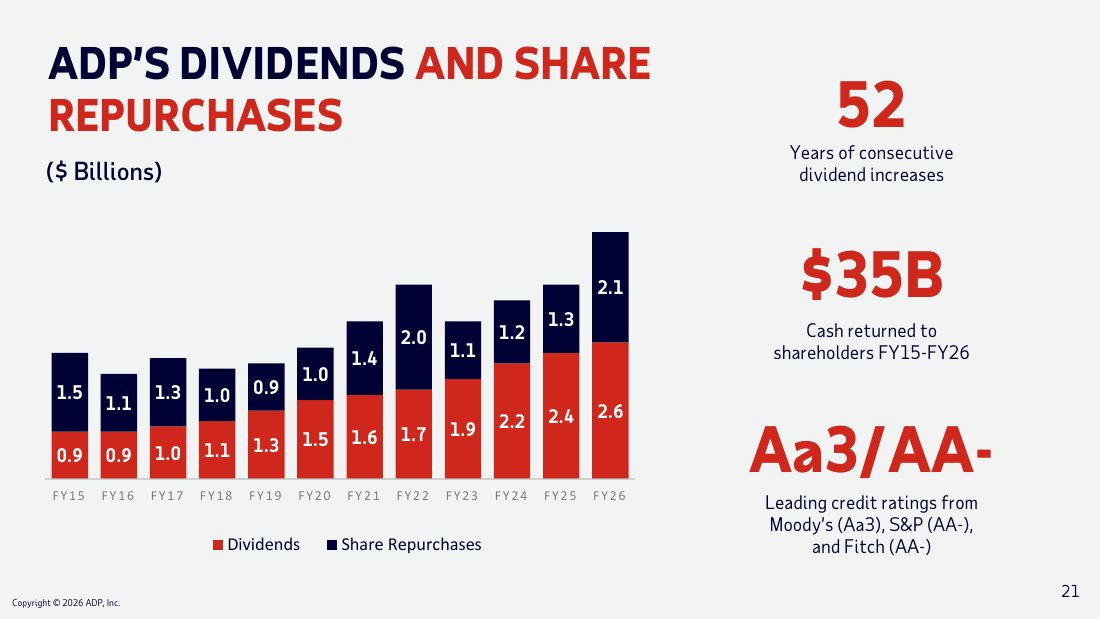 ADP'S DIVIDENDS AND SHARE
REPURCHASES
($ Billions)
1.5 1.1 1.3 1.0 0.9 1.0 1.4 2.0 1.1 1.2 1.3 2.1
0.9 0.9 1.0 1.1 1.3 1.5 1.6 1.7 1.9 2.2 2.4 2.6
FY15 FY16 FY17 FY18 FY19 FY20 FY21 FY22 FY23 FY24 FY25 FY26
Dividends Share Repurchases
52
Years of consecutive
dividend increases
$35B
Cash returned to
shareholders FY15-FY26
Aa3/AA-
Leading credit ratings from
Moody's (Aa3), S&P (AA-),
and Fitch (AA-)
21
Copyright © 2026 ADP, Inc.